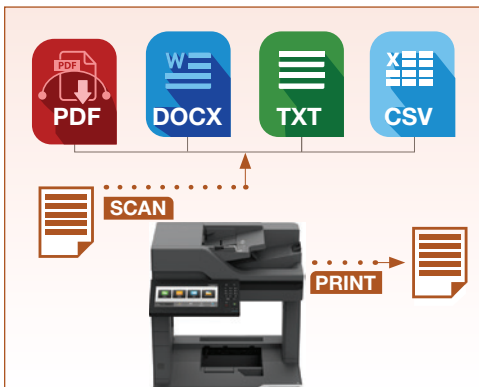 PDF
PDF
W
DOCX
TXT
X
CSV
SCAN
PRINT